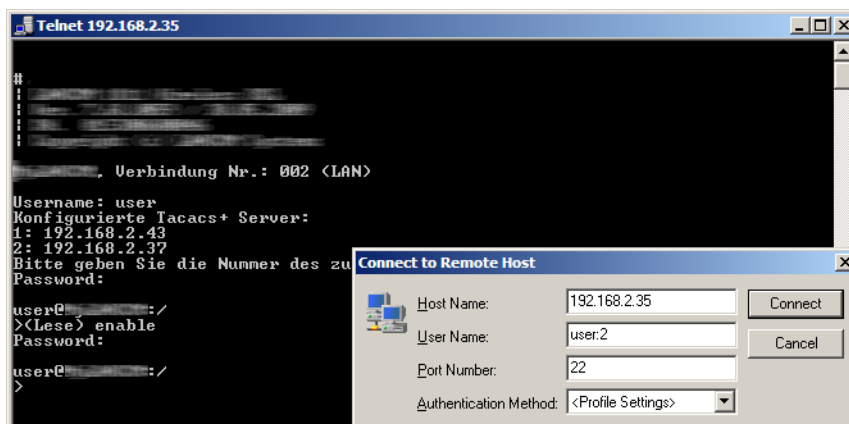 Telnet 192.168.2.35
#
, Verbindung Nr.: 002 (LAN)
Username: user
Konfigurierte Tacacs+ Server:
1: 192.168.2.43
2: 192.168.2.37
Bitte geben Sie die Nummer des zu
Password:
user@ :/
>(Lese) enable
Password:
user@ :/
>
Connect to Remote Host
Host Name: 192.168.2.35
Connect
User Name: user:2
Cancel
Port Number: 22
Authentication Method: <Profile Settings>